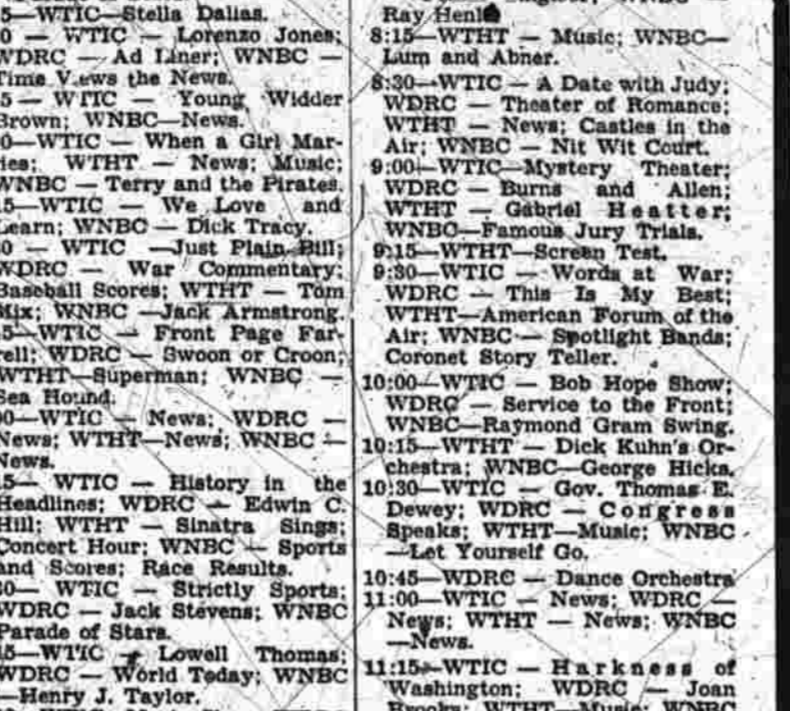 5—WTIC—Stella Dallas.
0 — WTIC — Lorenzo Jones;
WDRC — Ad Liner; WNBC —
Time Views the News.
5 — WTIC — Young Widder
Brown; WNBC—News.
0—WTIC — When a Girl Mar-
ries; WTHT — News; Music;
WNBC — Terry and the Pirates.
15—WTIC — We Love and
Learn; WNBC — Dick Tracy.
0 — WTIC —Just Plain Bill;
WDRC — War Commentary;
Baseball Scores; WTHT — Tom
Mix; WNBC —Jack Armstrong.
5—WTIC — Front Page Far-
rell; WDRC — Swoon or Croon;
WTHT—Superman; WNBC —
Sea Hound.
00—WTIC — News; WDRC —
News; WTHT—News; WNBC —
News.
15—WTIC — History in the
Headlines; WDRC — Edwin C.
Hill; WTHT — Sinatra Sings;
Concert Hour; WNBC — Sports
and Scores; Race Results.
30— WTIC — Strictly Sports;
WDRC — Jack Stevens; WNBC
Parade of Stars.
45—WTIC — Lowell Thomas;
WDRC — World Today; WNBC
—Henry J. Taylor.
Ray Henle
8:15—WTHT — Music; WNBC—
Lum and Abner.
8:30—WTIC — A Date with Judy;
WDRC — Theater of Romance;
WTHT — News; Castles in the
Air; WNBC — Nit Wit Court.
9:00—WTIC—Mystery Theater;
WDRC — Burns and Allen;
WTHT — Gabriel Heatter;
WNBC—Famous Jury Trials.
9:15—WTHT—Screen Test.
9:30—WTIC — Words at War;
WDRC — This Is My Best;
WTHT—American Forum of the
Air; WNBC — Spotlight Bands;
Coronet Story Teller.
10:00—WTIC — Bob Hope Show;
WDRC — Service to the Front;
WNBC—Raymond Gram Swing.
10:15—WTHT — Dick Kuhn's Or-
chestra; WNBC—George Hicks.
10:30—WTIC — Gov. Thomas E.
Dewey; WDRC — Congress
Speaks; WTHT—Music; WNBC
—Let Yourself Go.
10:45—WDRC — Dance Orchestra
11:00—WTIC — News; WDRC —
News; WTHT — News; WNBC
—News.
11:15—WTIC — Harkness of
Washington; WDRC — Joan
Brooks; WTHT—Music; WNBC